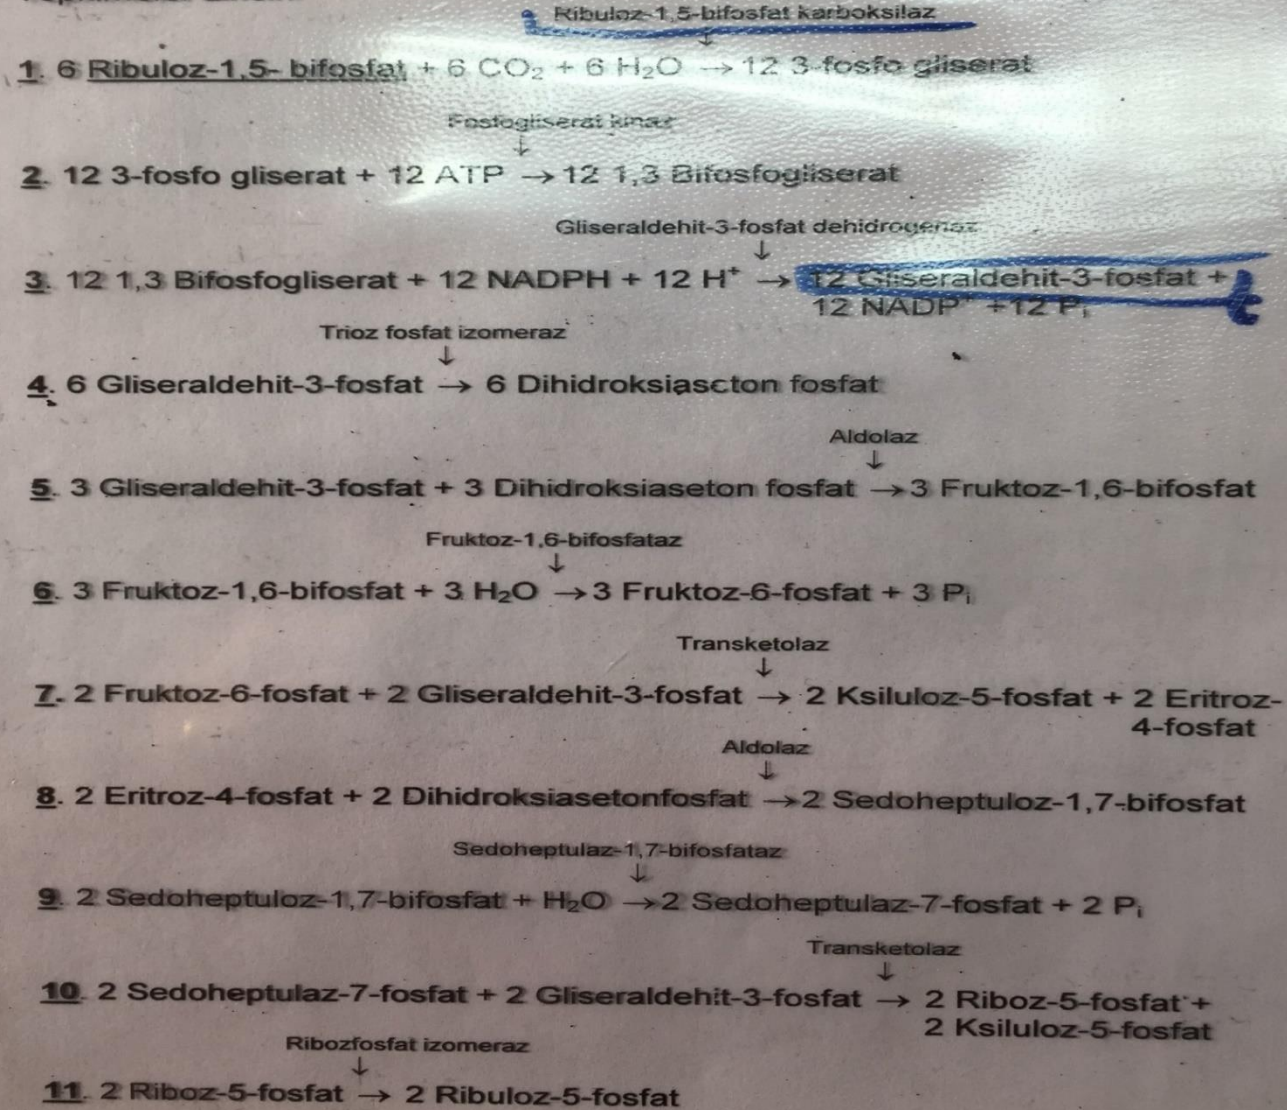 Ribuloz-1,5-bifosfat karboksilaz
↓
1. 6 Ribuloz-1,5- bifosfat + 6 CO₂ + 6 H₂O → 12 3-fosfo gliserat
Fosfogliserat kinaz
↓
2. 12 3-fosfo gliserat + 12 ATP → 12 1,3 Bifosfogliserat
Gliseraldehit-3-fosfat dehidrogenaz
↓
3. 12 1,3 Bifosfogliserat + 12 NADPH + 12 H⁺ → 12 Gliseraldehit-3-fosfat +
12 NADP⁺ +12 Pᵢ
Trioz fosfat izomeraz
↓
4. 6 Gliseraldehit-3-fosfat → 6 Dihidroksiascton fosfat
Aldolaz
↓
5. 3 Gliseraldehit-3-fosfat + 3 Dihidroksiaseton fosfat → 3 Fruktoz-1,6-bifosfat
Fruktoz-1,6-bifosfataz
↓
6. 3 Fruktoz-1,6-bifosfat + 3 H₂O → 3 Fruktoz-6-fosfat + 3 Pᵢ
Transketolaz
↓
7. 2 Fruktoz-6-fosfat + 2 Gliseraldehit-3-fosfat → 2 Ksiluloz-5-fosfat + 2 Eritroz-
4-fosfat
Aldolaz
↓
8. 2 Eritroz-4-fosfat + 2 Dihidroksiasetonfosfat → 2 Sedoheptuloz-1,7-bifosfat
Sedoheptulaz-1,7-bifosfataz
↓
9. 2 Sedoheptuloz-1,7-bifosfat + H₂O → 2 Sedoheptulaz-7-fosfat + 2 Pᵢ
Transketolaz
↓
10. 2 Sedoheptulaz-7-fosfat + 2 Gliseraldehit-3-fosfat → 2 Riboz-5-fosfat +
2 Ksiluloz-5-fosfat
Ribozfosfat izomeraz
↓
11. 2 Riboz-5-fosfat → 2 Ribuloz-5-fosfat